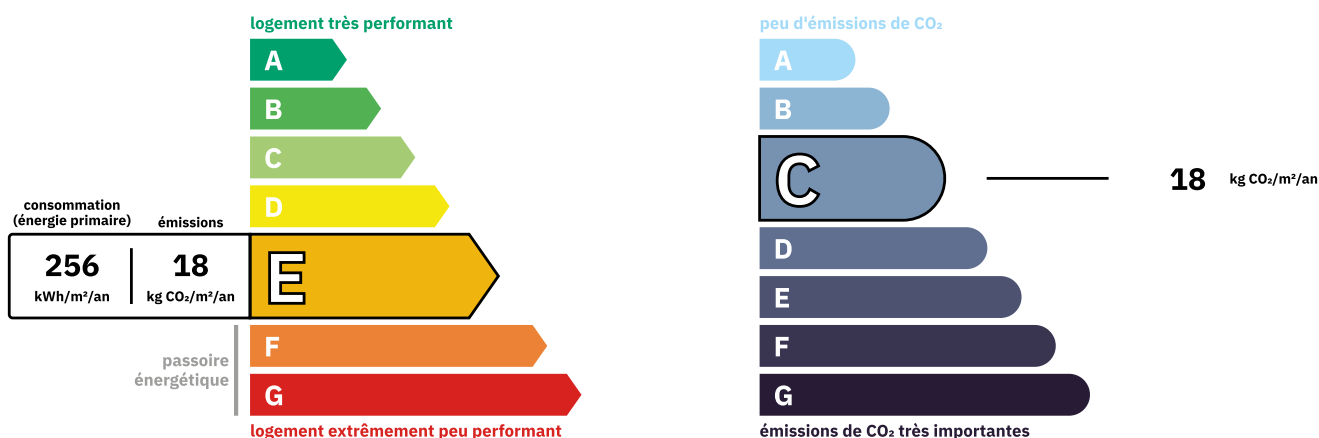 logement très performant
A
B
C
D
consommation
(énergie primaire)
émissions
256
kWh/m²/an
18
kg CO₂/m²/an
E
passoire
énergétique
F
G
logement extrêmement peu performant
peu d'émissions de CO₂
A
B
C
18
kg CO₂/m²/an
D
E
F
G
émissions de CO₂ très importantes